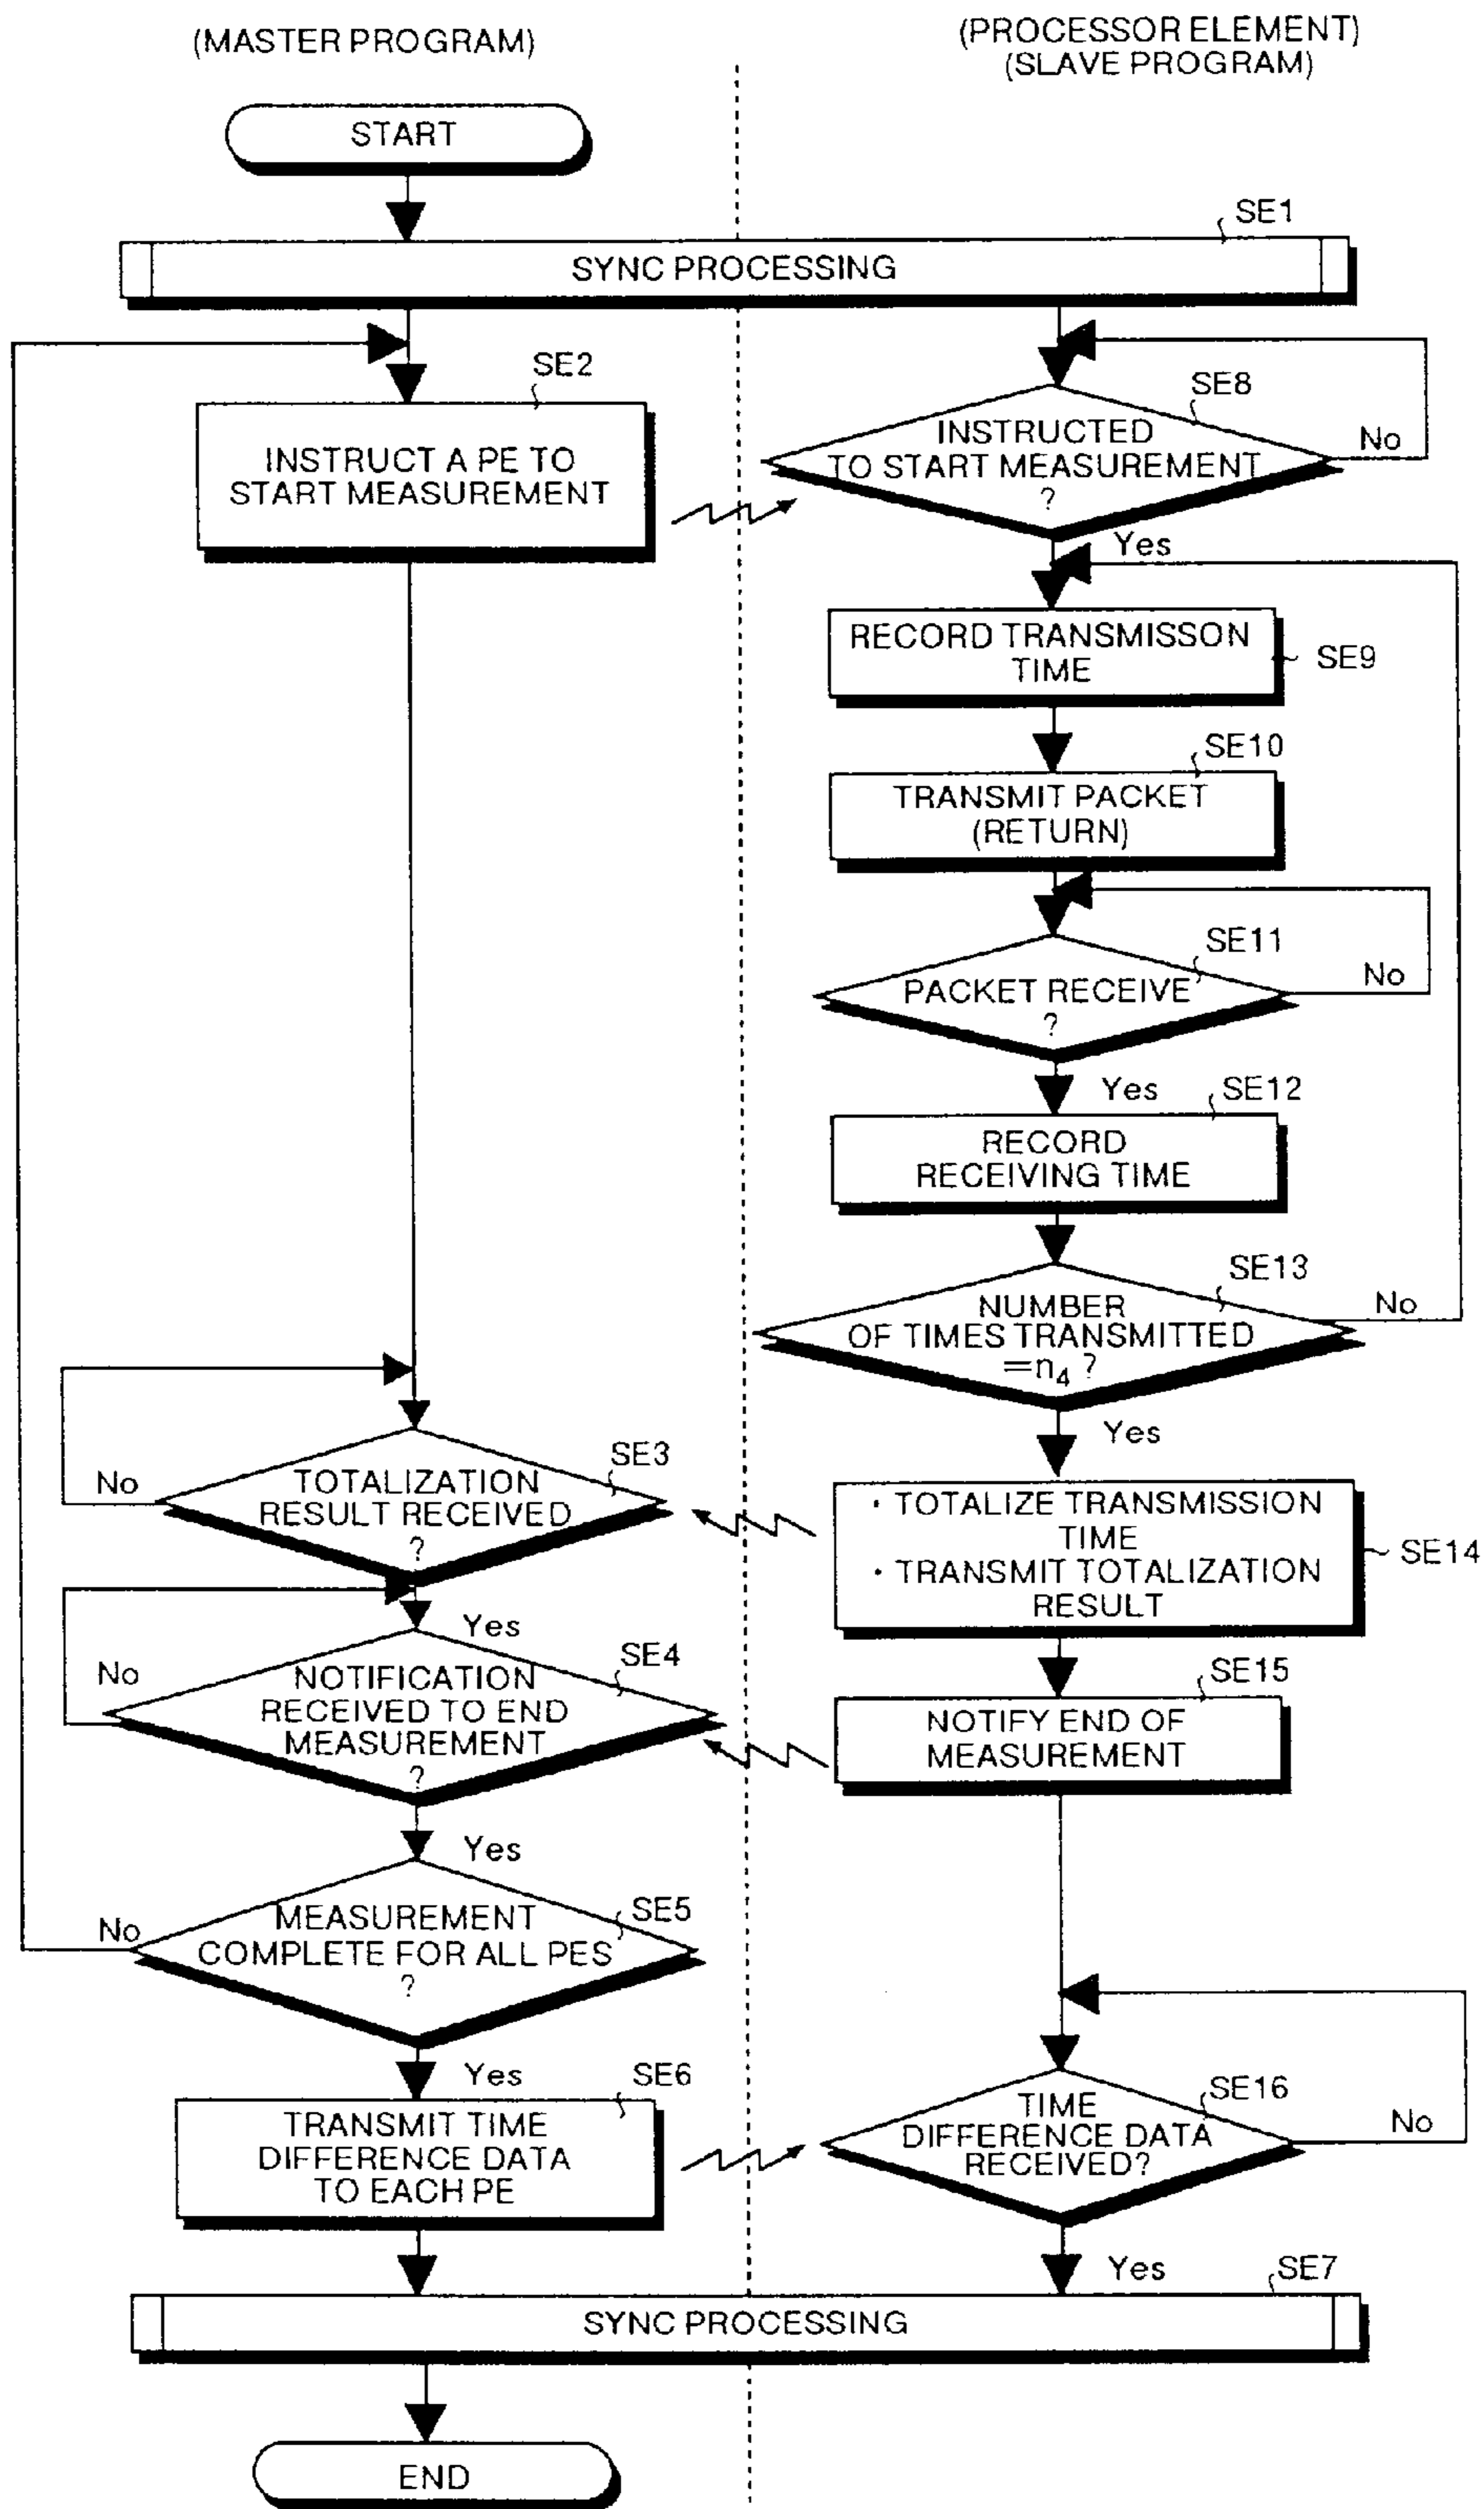 (MASTER PROGRAM)
(PROCESSOR ELEMENT)
(SLAVE PROGRAM)
START
SE1
SYNC PROCESSING
SE2
INSTRUCT A PE TO
START MEASUREMENT
SE8
INSTRUCTED
TO START MEASUREMENT
?
No
Yes
RECORD TRANSMISSON
TIME
SE9
SE10
TRANSMIT PACKET
(RETURN)
SE11
PACKET RECEIVE
?
No
Yes
SE12
RECORD
RECEIVING TIME
SE13
NUMBER
OF TIMES TRANSMITTED
=n4 ?
No
Yes
SE3
TOTALIZATION
RESULT RECEIVED
?
No
Yes
· TOTALIZE TRANSMISSION
TIME
· TRANSMIT TOTALIZATION
RESULT
SE14
SE4
NOTIFICATION
RECEIVED TO END
MEASUREMENT
?
No
Yes
SE15
NOTIFY END OF
MEASUREMENT
SE5
MEASUREMENT
COMPLETE FOR ALL PES
?
No
Yes
SE6
TRANSMIT TIME
DIFFERENCE DATA
TO EACH PE
SE16
TIME
DIFFERENCE DATA
RECEIVED?
No
Yes
SE7
SYNC PROCESSING
END